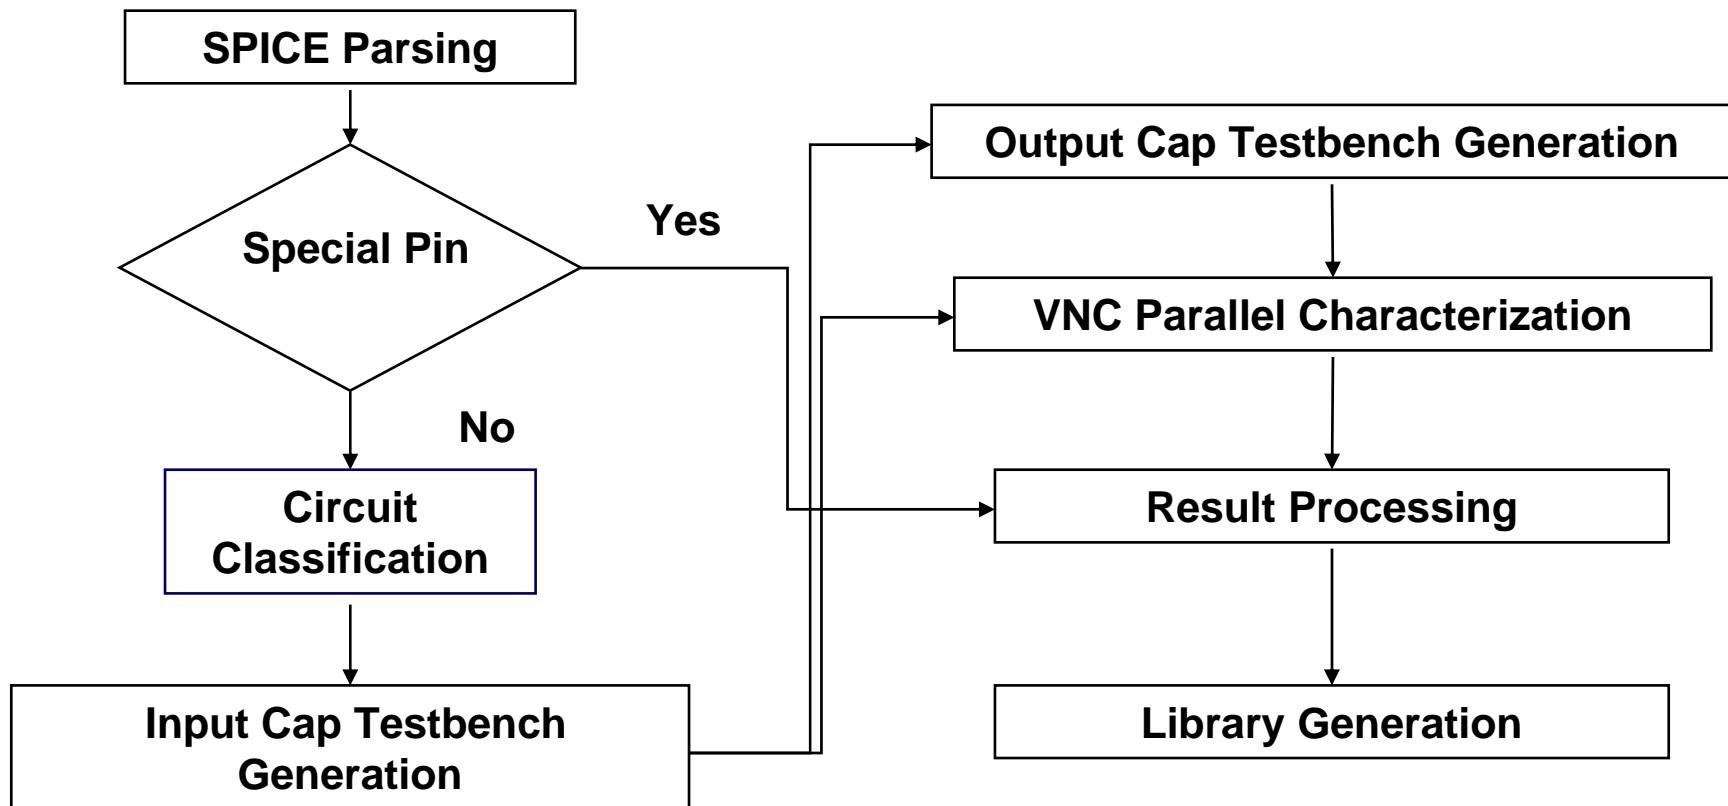 SPICE Parsing
Special Pin
Yes
No
Circuit
Classification
Input Cap Testbench
Generation
Output Cap Testbench Generation
VNC Parallel Characterization
Result Processing
Library Generation